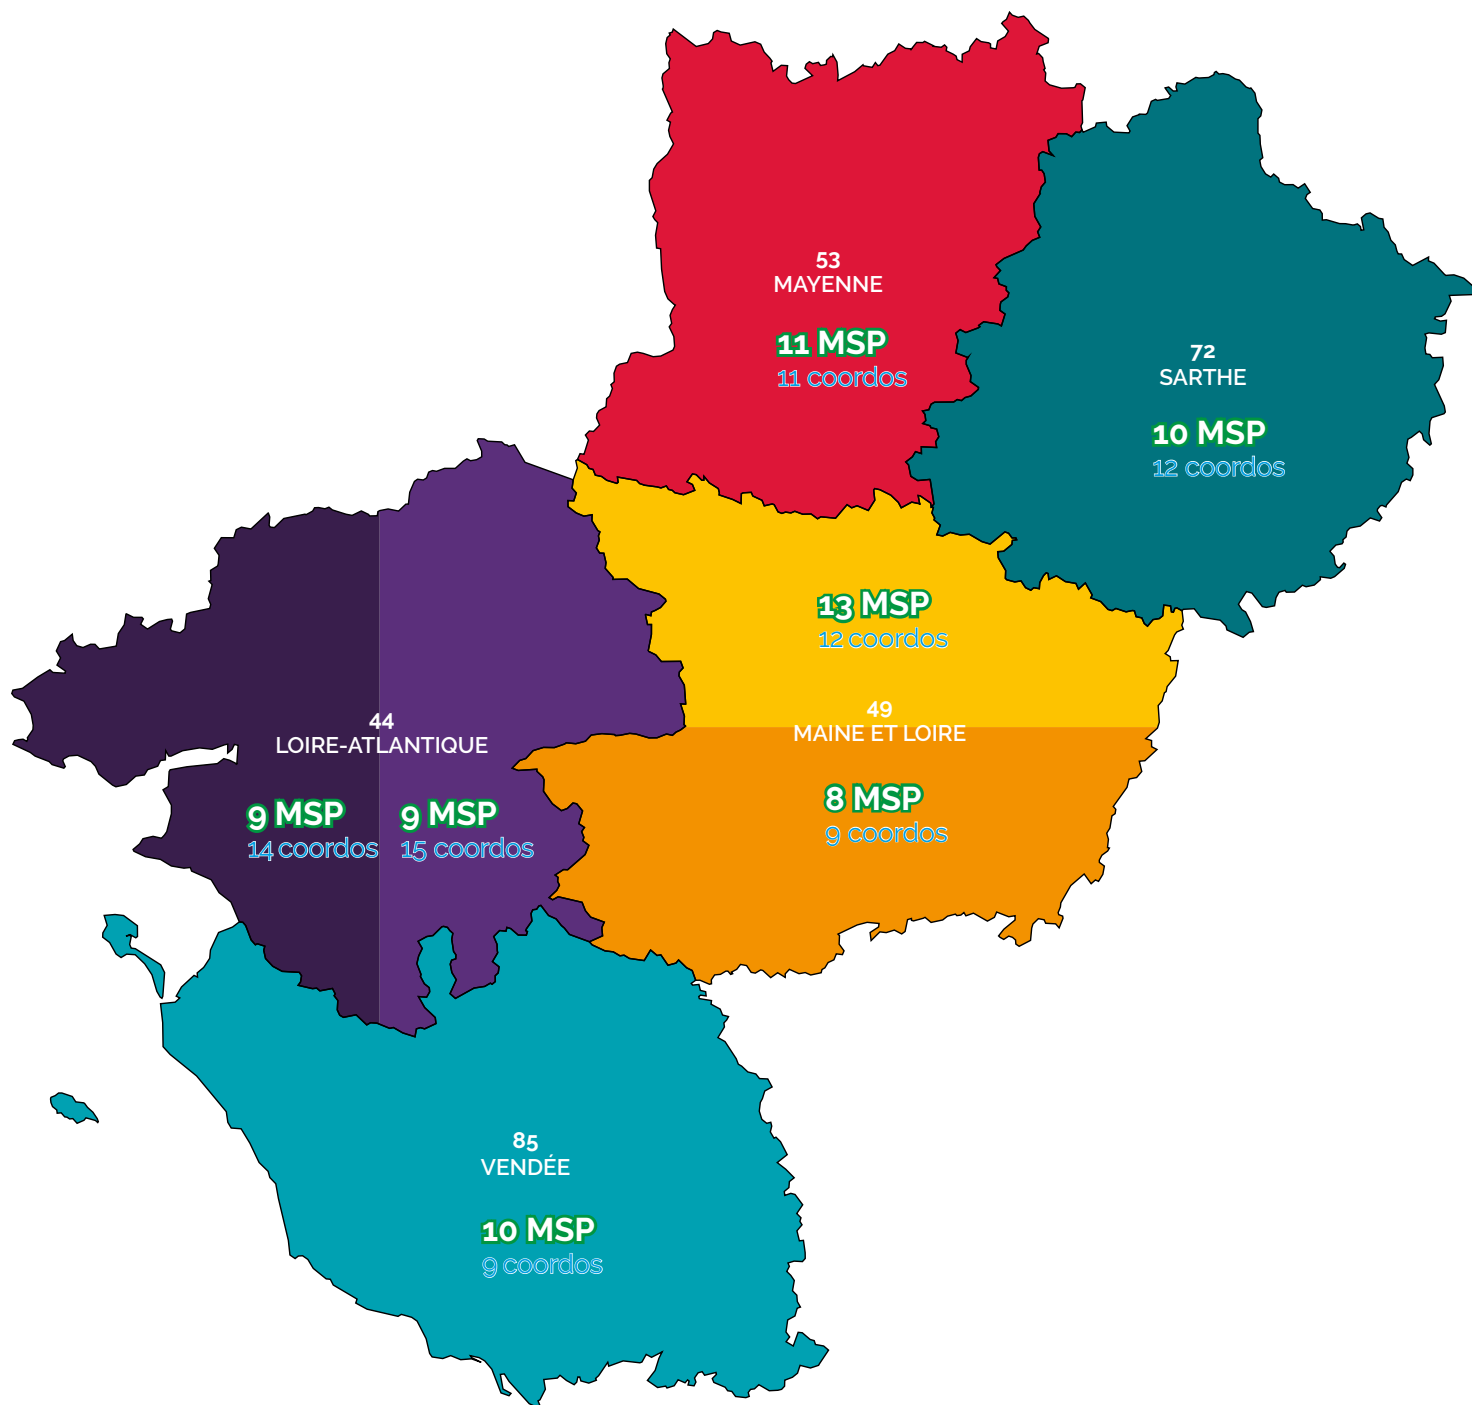 53
MAYENNE
11 MSP
11 coordos
72
SARTHE
10 MSP
12 coordos
13 MSP
12 coordos
49
MAINE ET LOIRE
8 MSP
9 coordos
44
LOIRE-ATLANTIQUE
9 MSP
14 coordos
9 MSP
15 coordos
85
VENDÉE
10 MSP
9 coordos